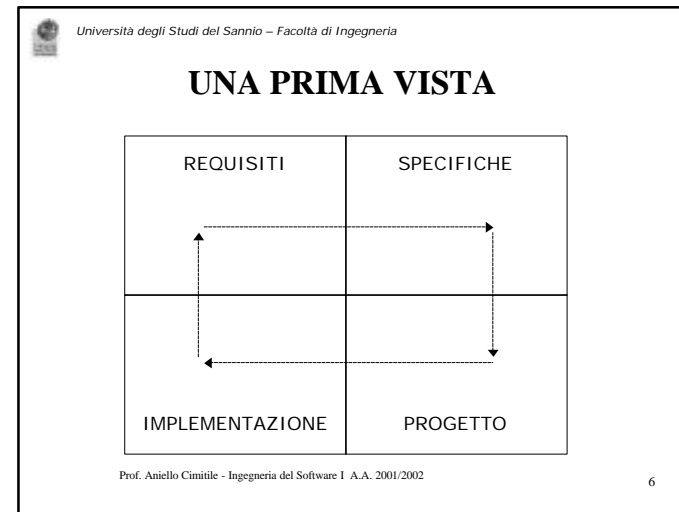 Università degli Studi del Sannio – Facoltà di Ingegneria
UNA PRIMA VISTA
REQUISITI
SPECIFICHE
IMPLEMENTAZIONE
PROGETTO
Prof. Aniello Cimitile - Ingegneria del Software I A.A. 2001/2002
6